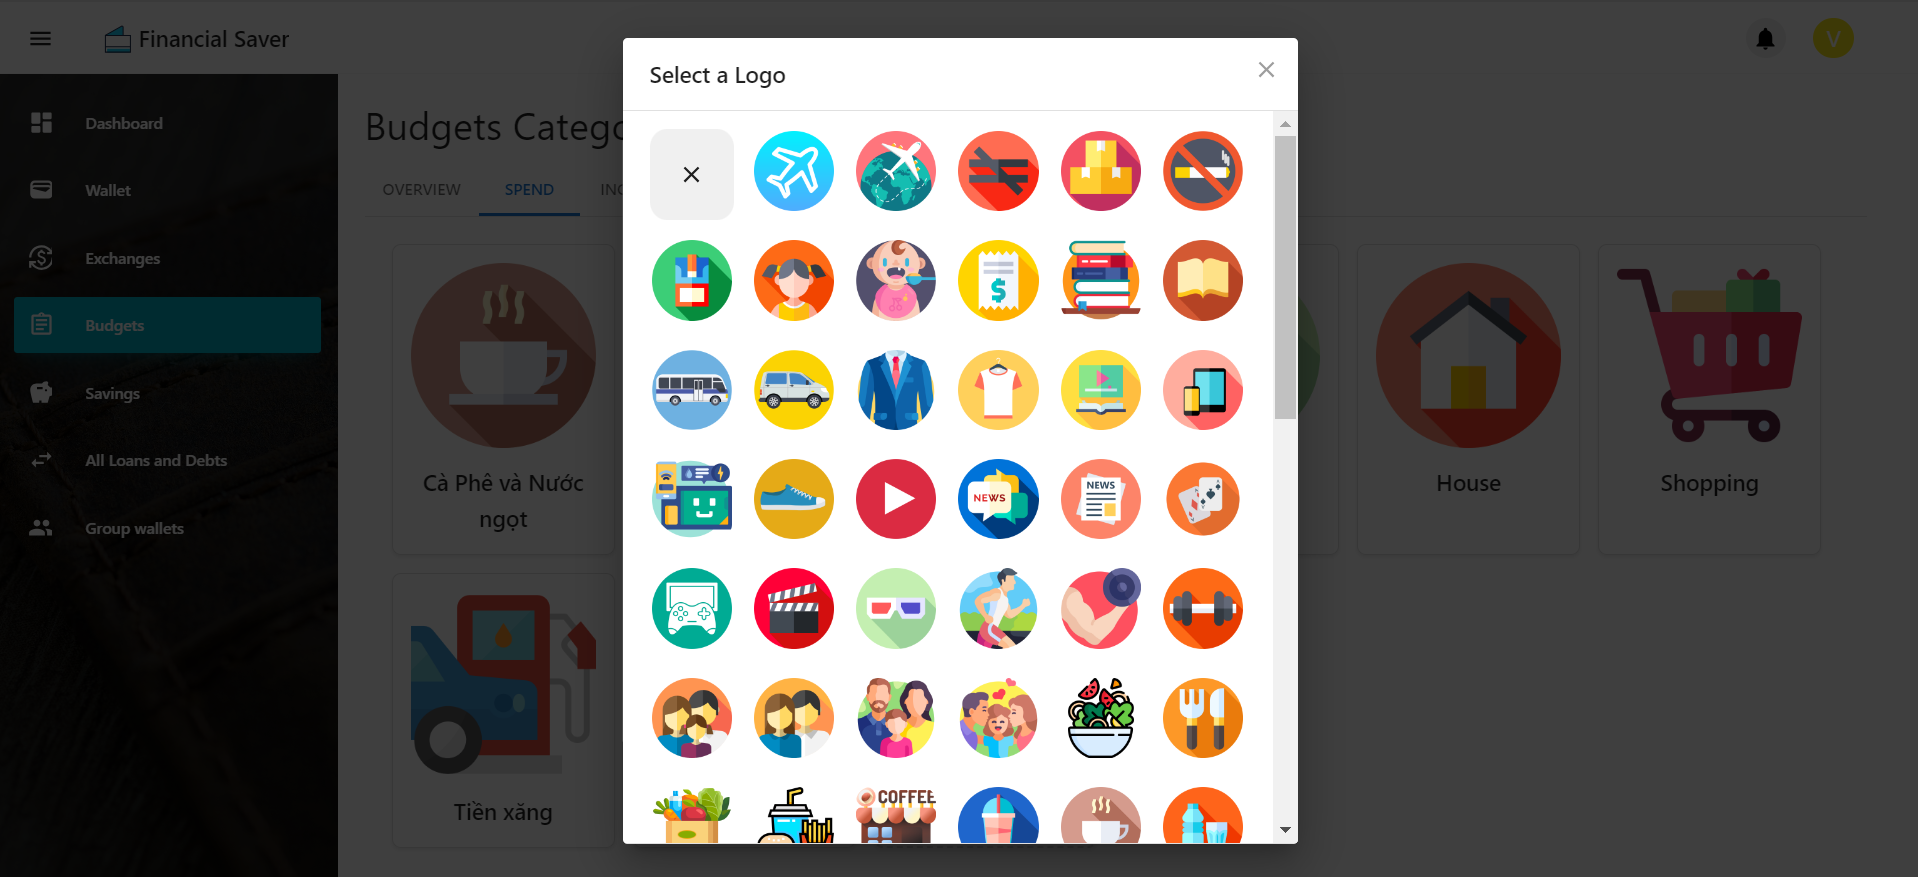 Financial Saver
V
Select a Logo
Dashboard
Wallet
Exchanges
Budgets
Savings
All Loans and Debts
Group wallets
Budgets Catego
OVERVIEW
SPEND
INC
Cà Phê và Nước
ngọt
House
Shopping
Tiền xăng
$
NEWS
NEWS
COFFEE